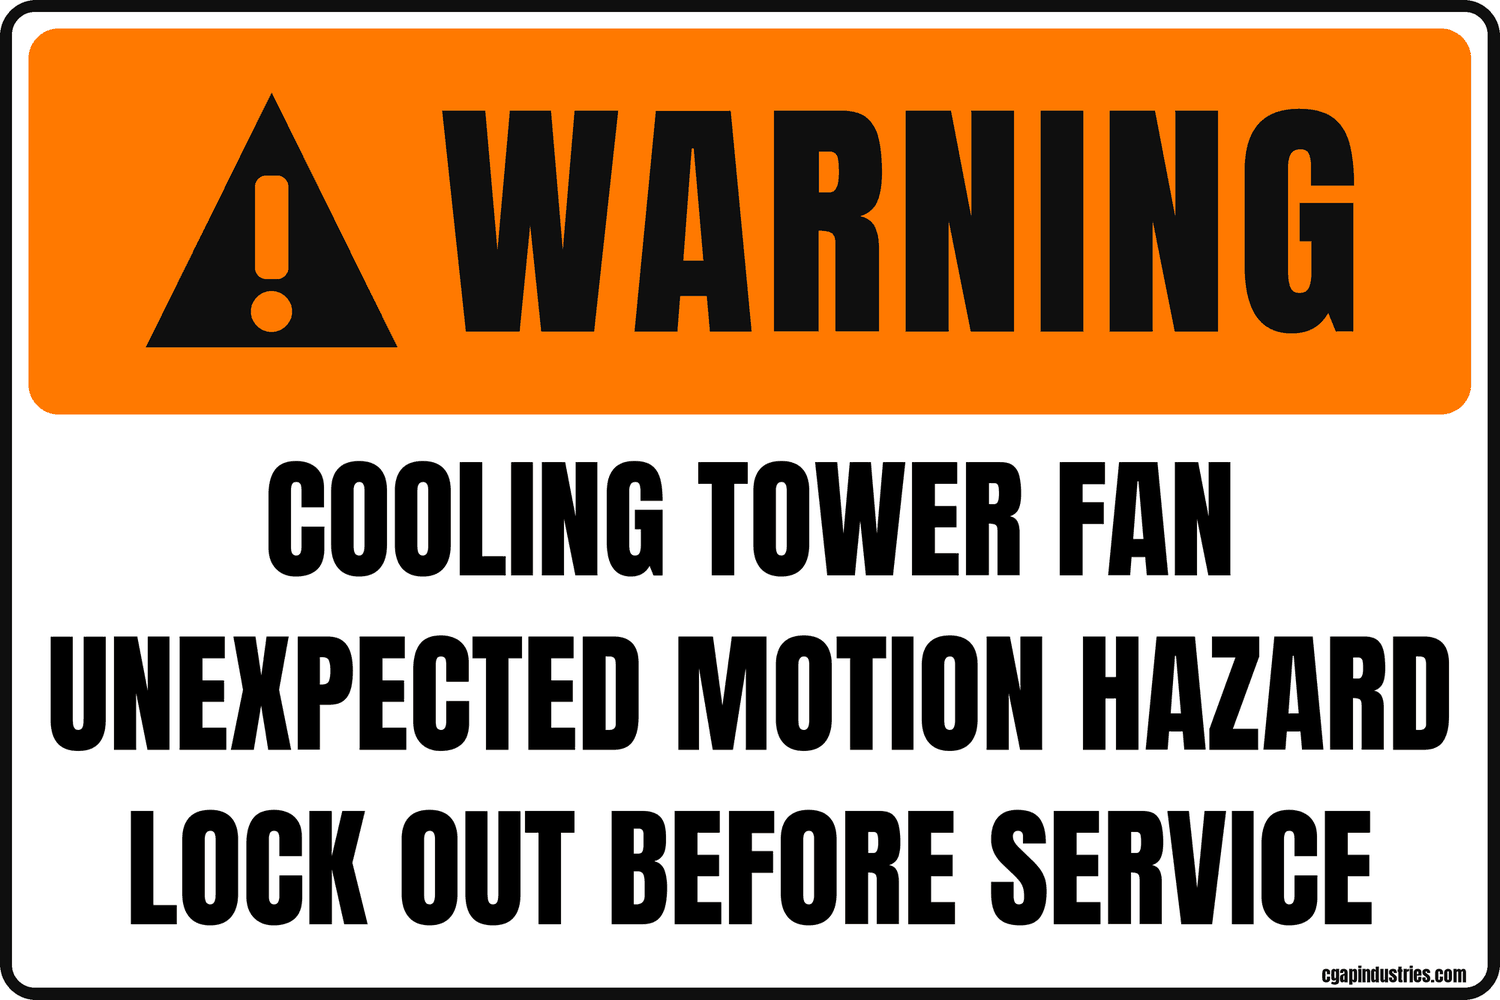 WARNING
COOLING TOWER FAN
UNEXPECTED MOTION HAZARD
LOCK OUT BEFORE SERVICE
cgapindustries.com